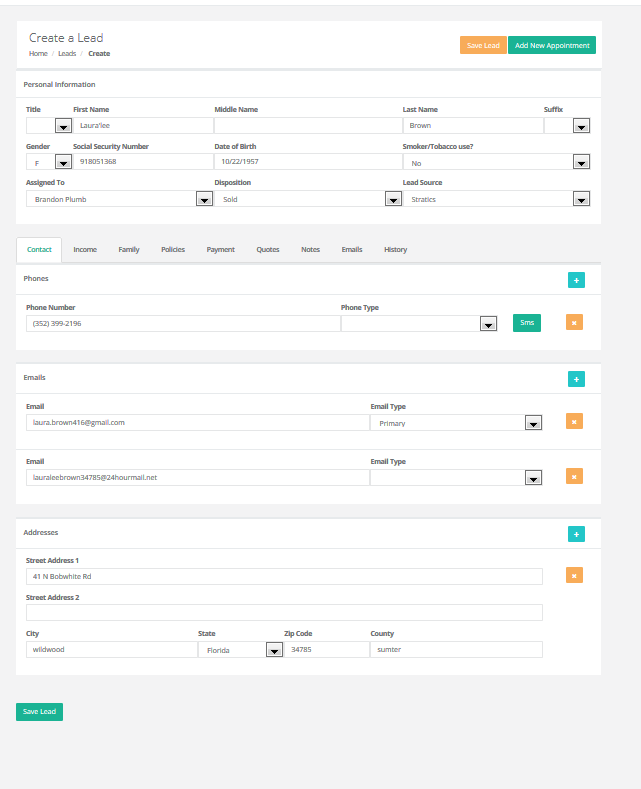 Create a Lead
Home / Leads / Create
Save Lead Add New Appointment
Personal Information
Title First Name Middle Name Last Name Suffix
Laura'lee Brown
Gender Social Security Number Date of Birth Smoker/Tobacco use?
F 918051368 10/22/1957 No
Assigned To Disposition Lead Source
Brandon Plumb Sold Stratics
Contact Income Family Policies Payment Quotes Notes Emails History
Phones +
Phone Number Phone Type
(352) 399-2196 Sms ×
Emails +
Email Email Type
laura.brown416@gmail.com Primary ×
Email Email Type
lauraleebrown34785@24hourmail.net ×
Addresses +
Street Address 1
41 N Bobwhite Rd ×
Street Address 2
City State Zip Code County
wildwood Florida 34785 sumter
Save Lead